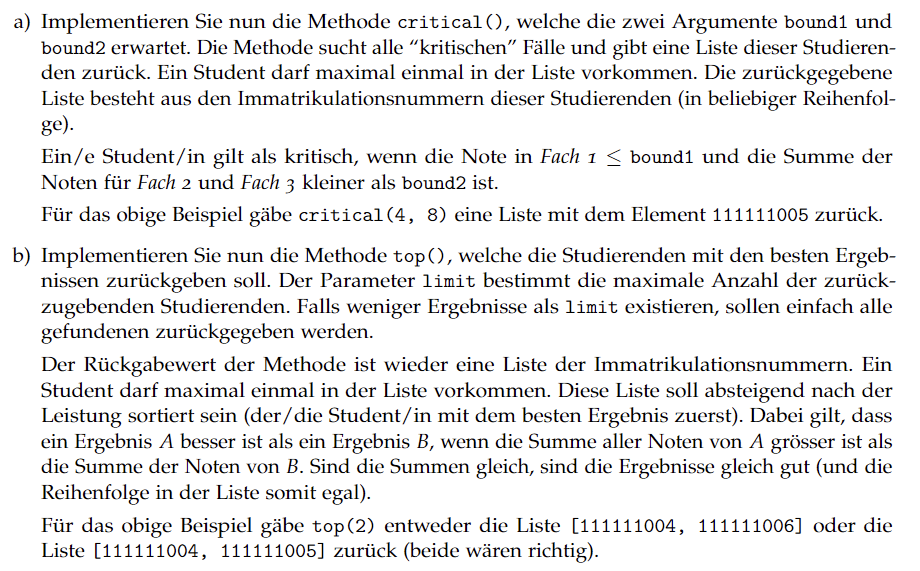 a) Implementieren Sie nun die Methode critical(), welche die zwei Argumente bound1 und
bound2 erwartet. Die Methode sucht alle “kritischen” Fälle und gibt eine Liste dieser Studieren-
den zurück. Ein Student darf maximal einmal in der Liste vorkommen. Die zurückgegebene
Liste besteht aus den Immatrikulationsnummern dieser Studierenden (in beliebiger Reihenfol-
ge).
Ein/e Student/in gilt als kritisch, wenn die Note in Fach 1 ≤ bound1 und die Summe der
Noten für Fach 2 und Fach 3 kleiner als bound2 ist.
Für das obige Beispiel gäbe critical(4, 8) eine Liste mit dem Element 111111005 zurück.
b) Implementieren Sie nun die Methode top(), welche die Studierenden mit den besten Ergeb-
nissen zurückgeben soll. Der Parameter limit bestimmt die maximale Anzahl der zurück-
zugebenden Studierenden. Falls weniger Ergebnisse als limit existieren, sollen einfach alle
gefundenen zurückgegeben werden.
Der Rückgabewert der Methode ist wieder eine Liste der Immatrikulationsnummern. Ein
Student darf maximal einmal in der Liste vorkommen. Diese Liste soll absteigend nach der
Leistung sortiert sein (der/die Student/in mit dem besten Ergebnis zuerst). Dabei gilt, dass
ein Ergebnis A besser ist als ein Ergebnis B, wenn die Summe aller Noten von A grösser ist als
die Summe der Noten von B. Sind die Summen gleich, sind die Ergebnisse gleich gut (und die
Reihenfolge in der Liste somit egal).
Für das obige Beispiel gäbe top(2) entweder die Liste [111111004, 111111006] oder die
Liste [111111004, 111111005] zurück (beide wären richtig).